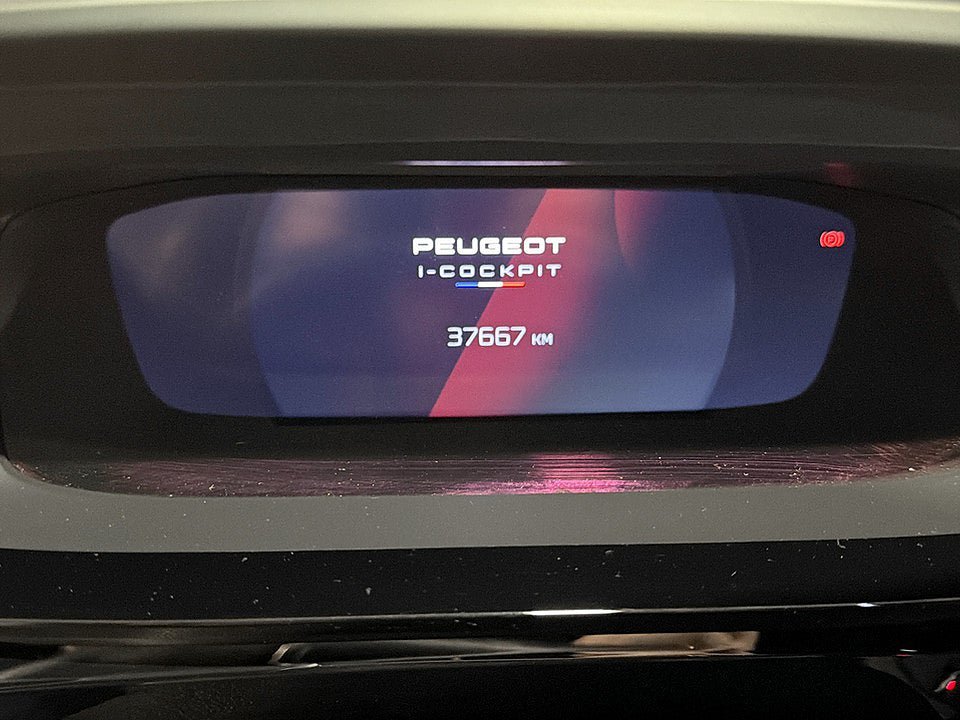 PEUGEOT
i-COCKPIT
37667 KM
P